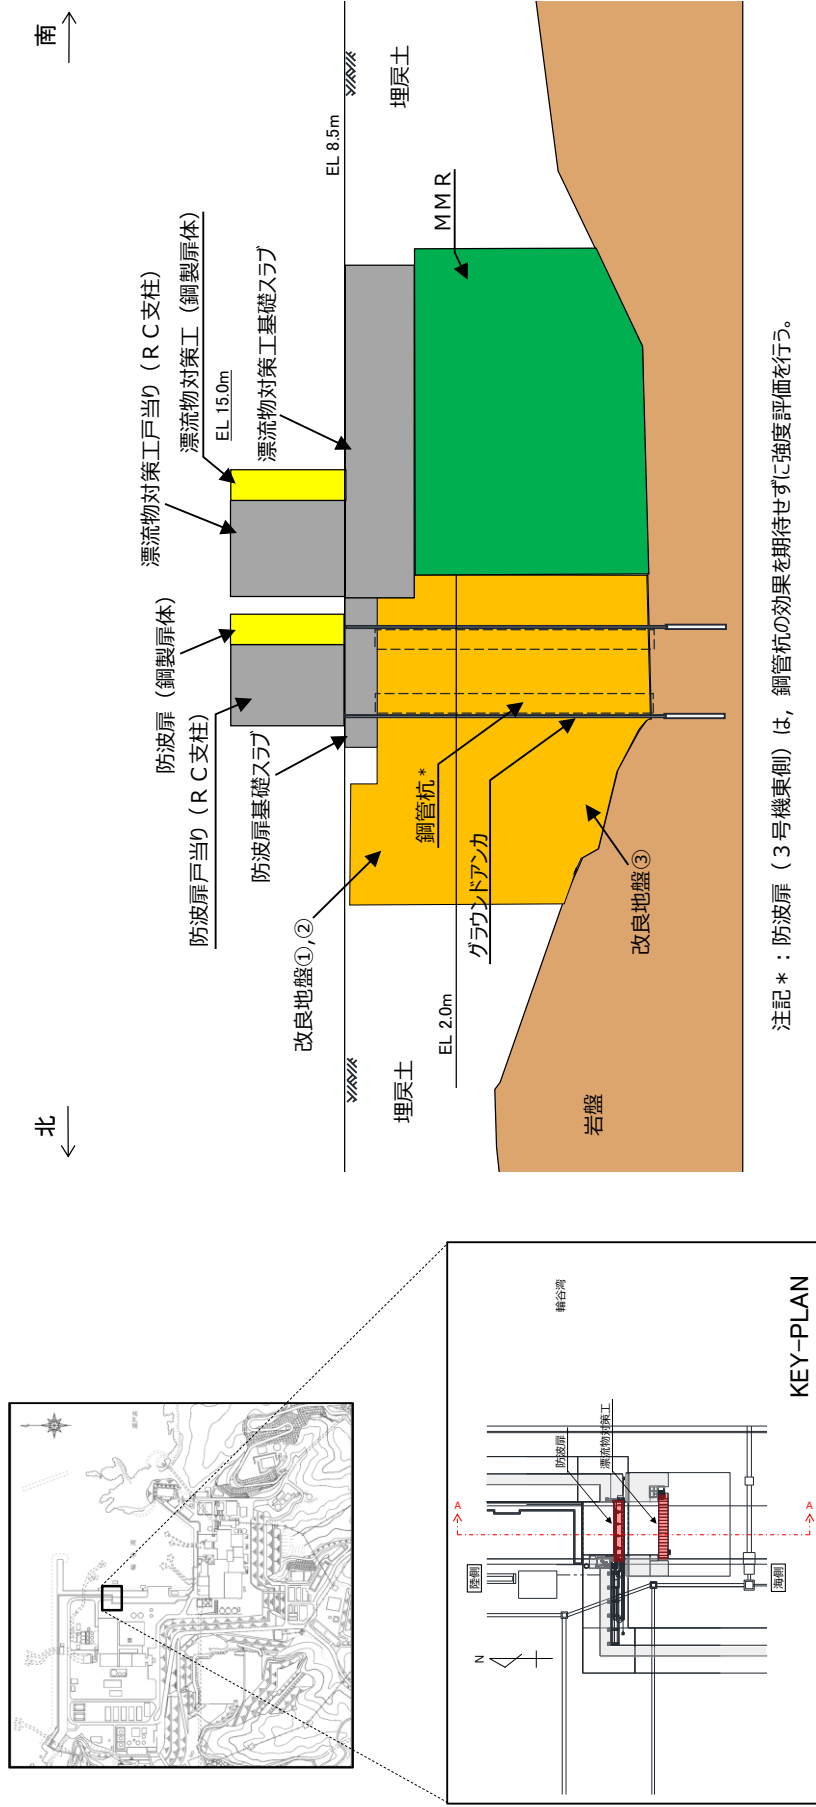 北
南
漂流物対策工戸当り（ＲＣ支柱）
漂流物対策工（鋼製扉体）
EL 15.0m
漂流物対策工基礎スラブ
防波扉（鋼製扉体）
防波扉戸当り（ＲＣ支柱）
防波扉基礎スラブ
EL 8.5m
埋戻土
埋戻土
ＭＭＲ
改良地盤①,②
EL 2.0m
鋼管杭*
グラウンドアンカ
改良地盤③
岩盤
注記＊：防波扉（３号機東側）は，鋼管杭の効果を期待せずに強度評価を行う。
輪谷湾
防波扉
漂流物対策工
A
A
陸側
海側
N
KEY-PLAN